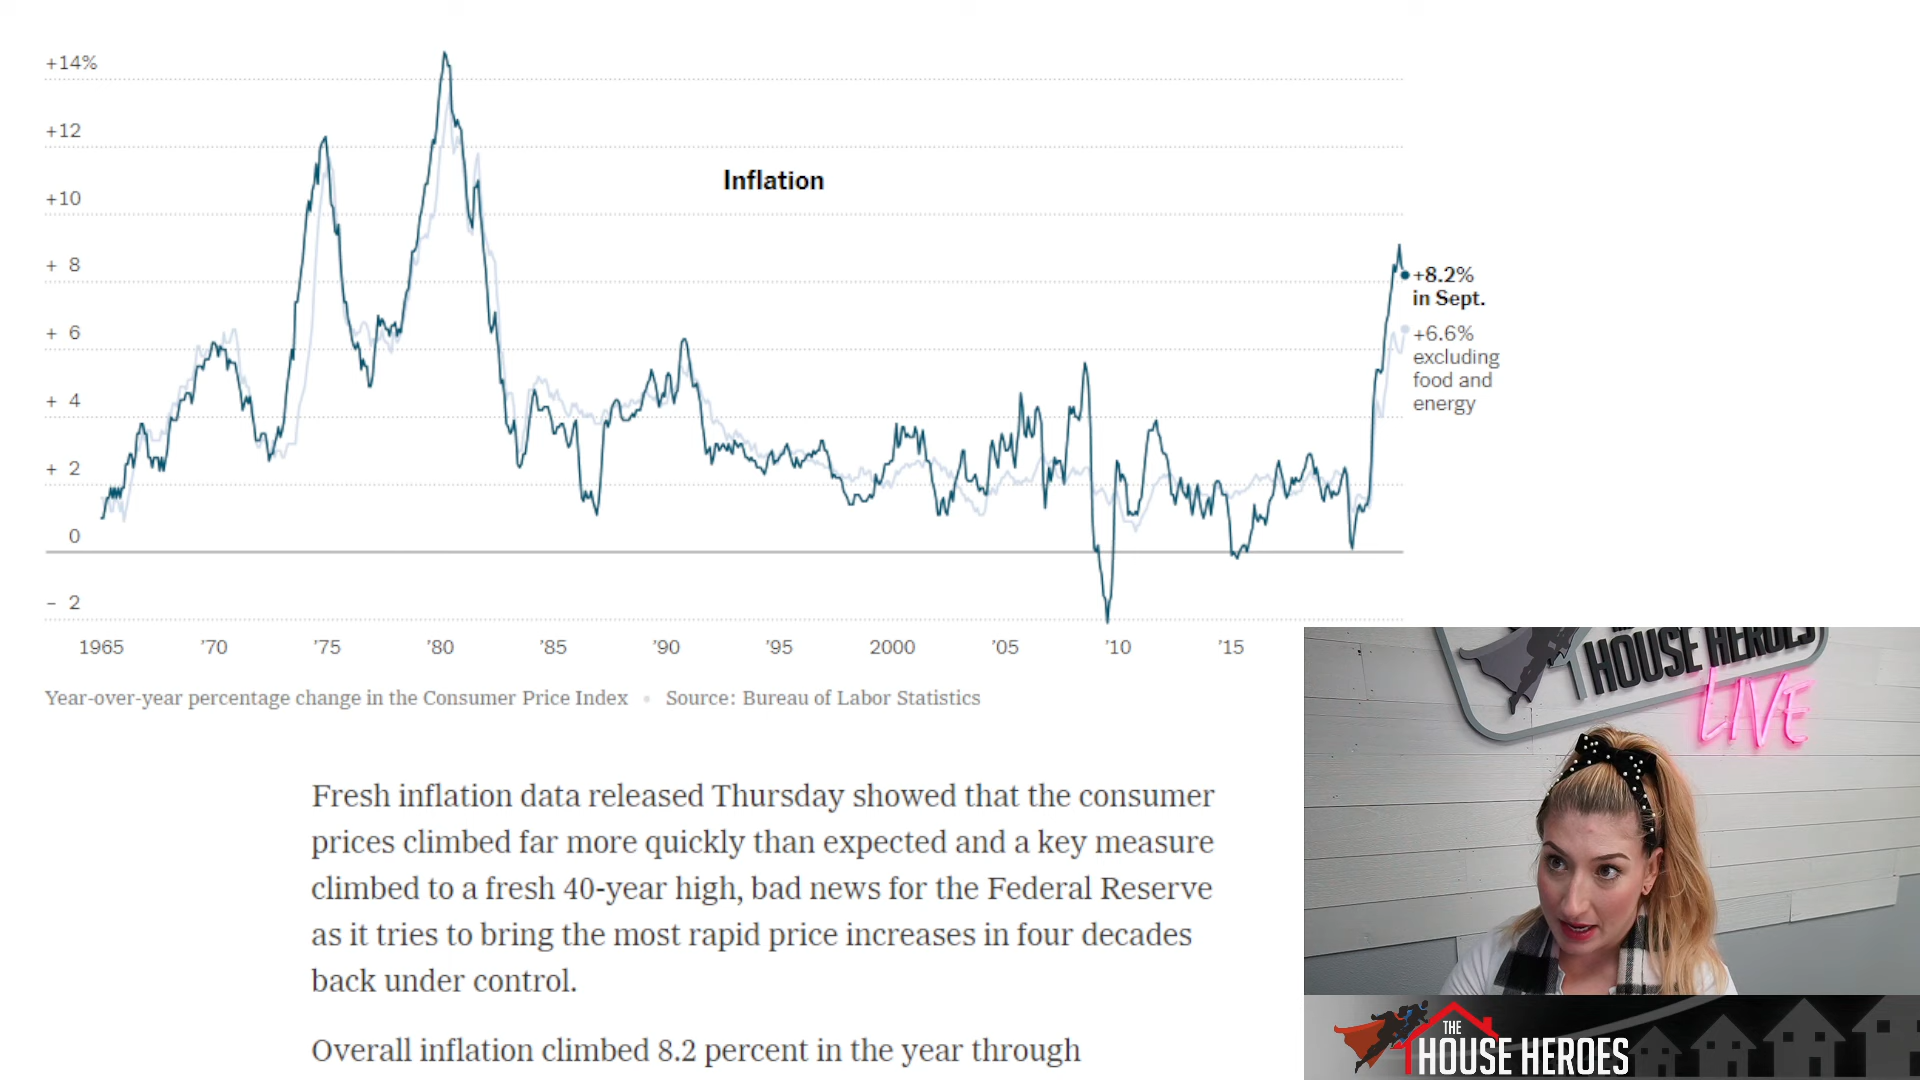 +14%
+12
+10
+ 8
+ 6
+ 4
+ 2
0
– 2
Inflation
+8.2%
in Sept.
+6.6%
excluding
food and
energy
1965 ’70 ’75 ’80 ’85 ’90 ’95 2000 ’05 ’10 ’15
Year-over-year percentage change in the Consumer Price Index • Source: Bureau of Labor Statistics
Fresh inflation data released Thursday showed that the consumer
prices climbed far more quickly than expected and a key measure
climbed to a fresh 40-year high, bad news for the Federal Reserve
as it tries to bring the most rapid price increases in four decades
back under control.
Overall inflation climbed 8.2 percent in the year through
HOUSE HEROES
LIVE
THE
HOUSE HEROES